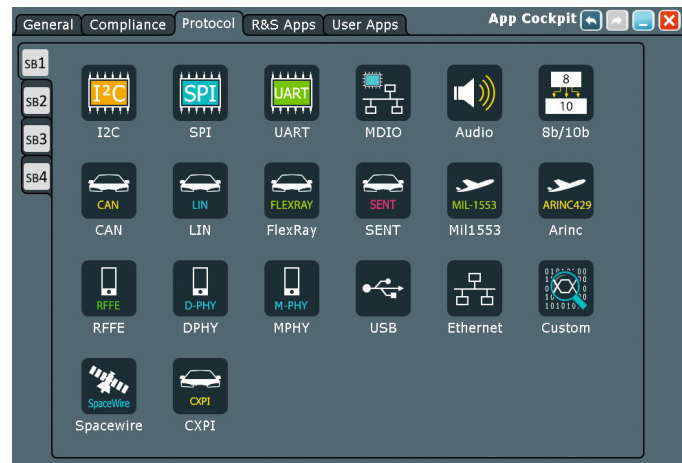 General Compliance Protocol R&S Apps User Apps App Cockpit
SB1
SB2
SB3
SB4
I²C SPI UART 8 10
I2C SPI UART MDIO Audio 8b/10b
CAN LIN FLEXRAY SENT MIL-1553 ARINC429
CAN LIN FlexRay SENT Mil1553 Arinc
RFFE D-PHY M-PHY
RFFE DPHY MPHY USB Ethernet Custom
SpaceWire CXPI
Spacewire CXPI